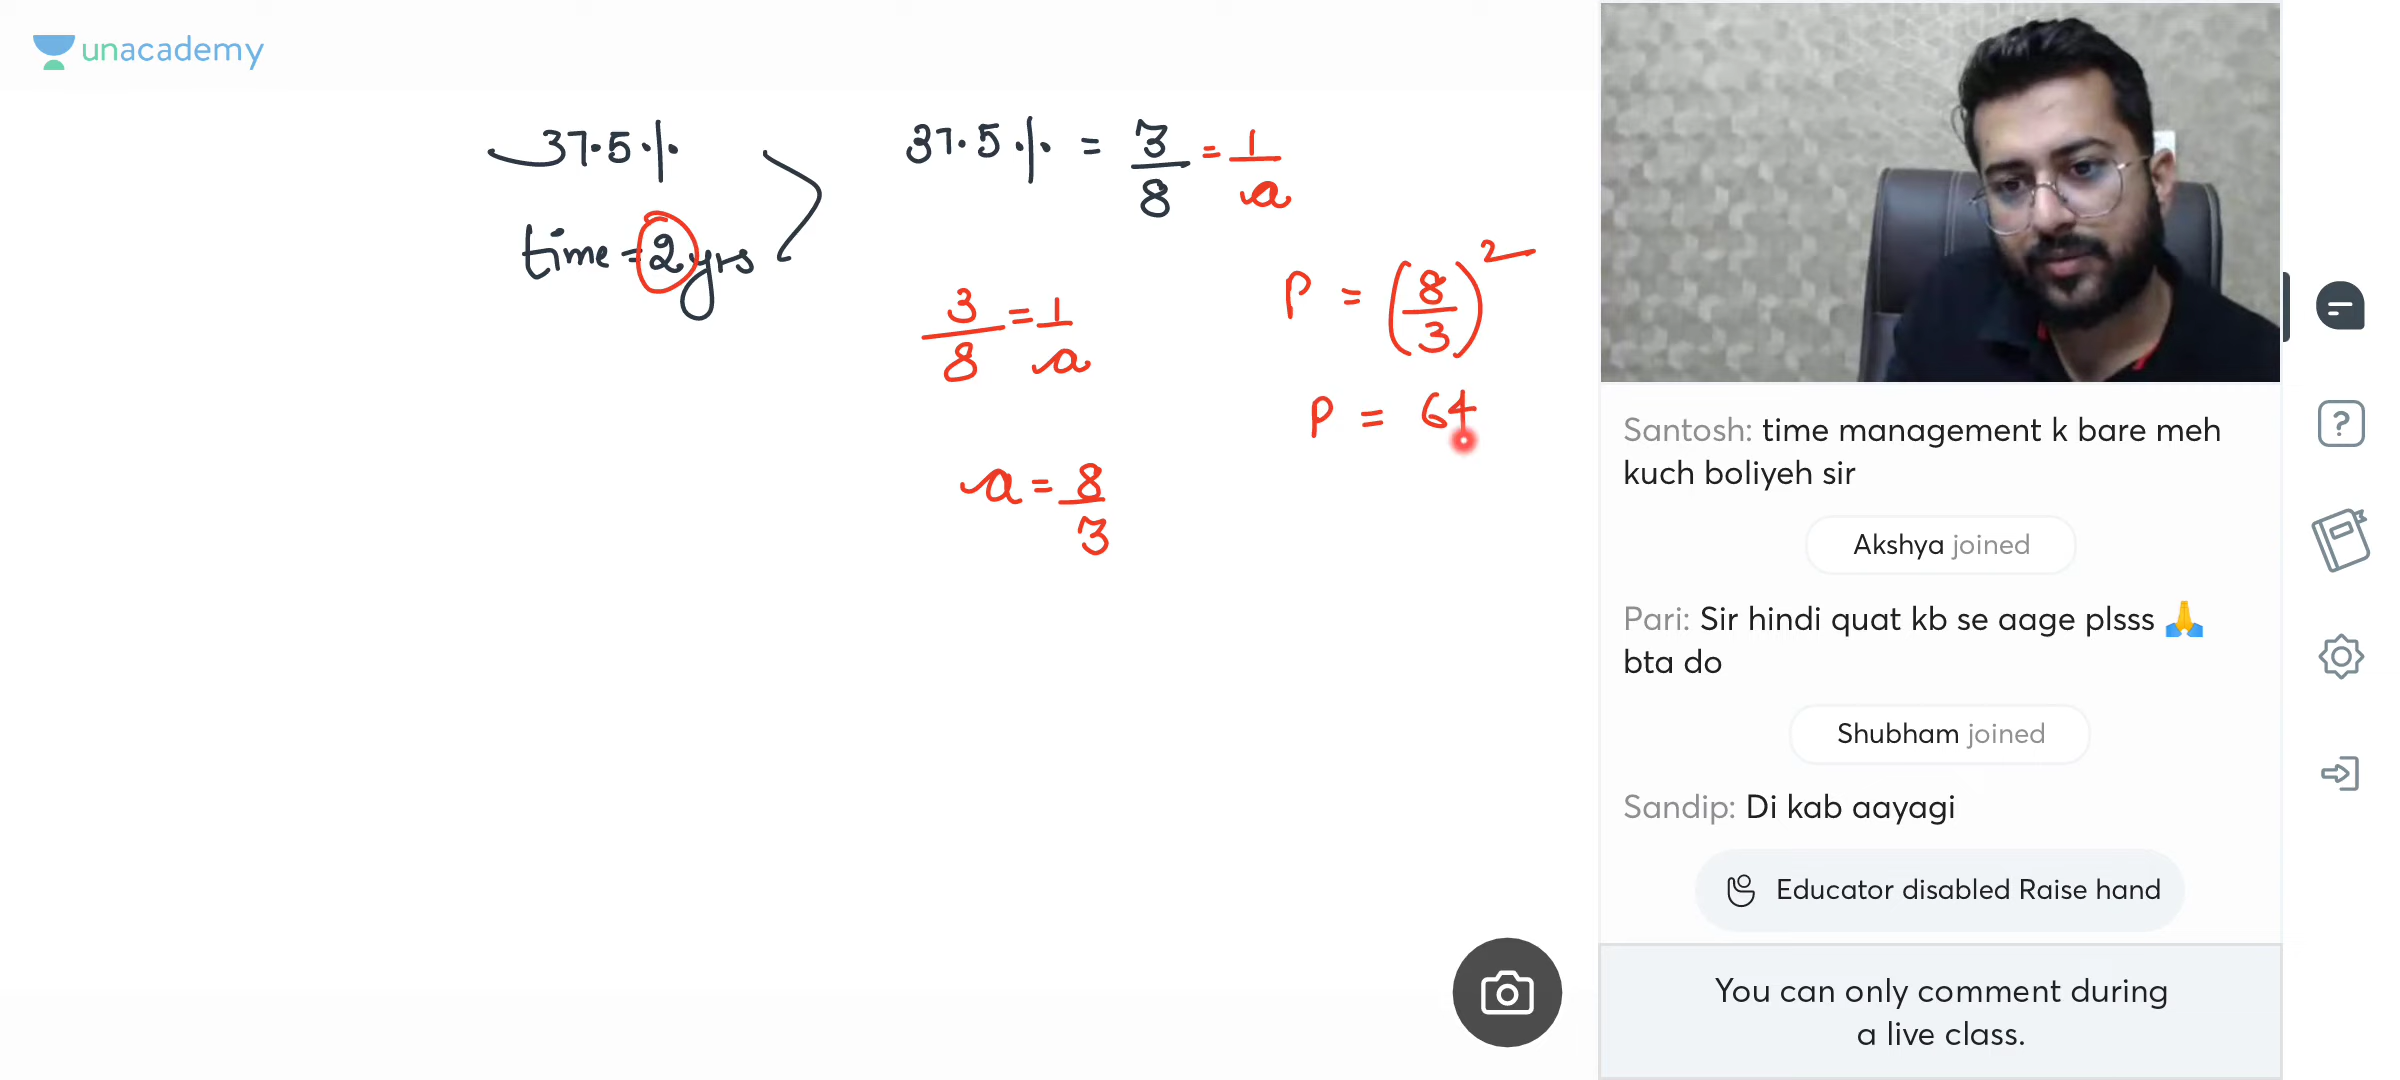 unacademy
37.5%
time = 2 yrs
37.5% = 3/8 = 1/a
3/8 = 1/a
a = 8/3
P = (8/3)^2
P = 64
Santosh: time management k bare meh
kuch boliyeh sir
Akshya joined
Pari: Sir hindi quat kb se aage plsss 🙏
bta do
Shubham joined
Sandip: Di kab aayagi
Educator disabled Raise hand
You can only comment during
a live class.
?